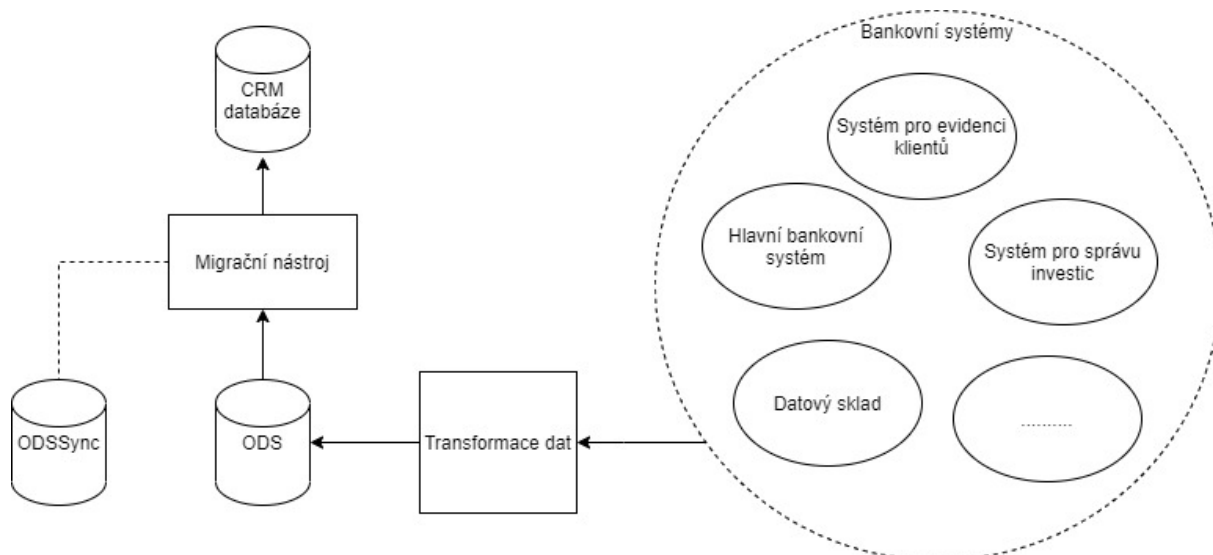 Bankovní systémy
CRM
databáze
Systém pro evidenci
klientů
Hlavní bankovní
systém
Systém pro správu
investic
Migrační nástroj
Datový sklad
..........
ODSSync
ODS
Transformace dat